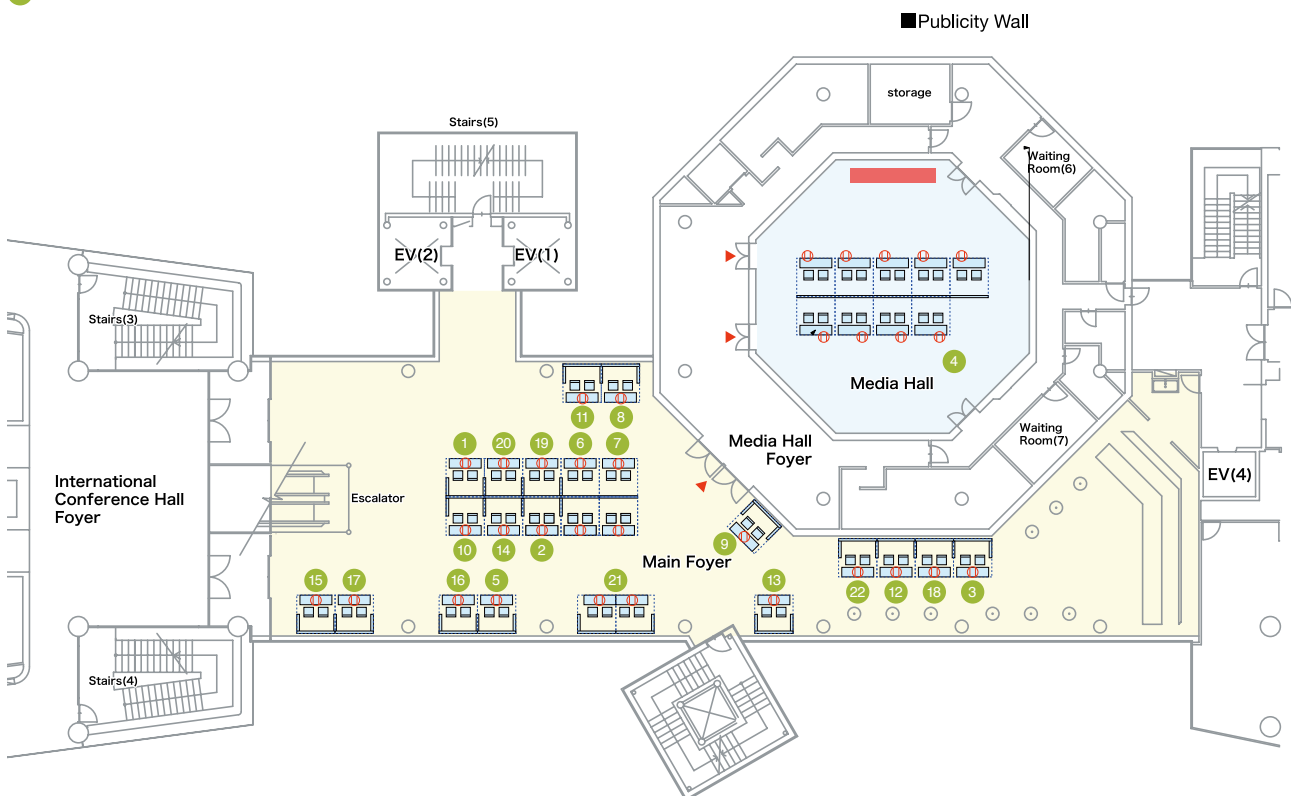 ■Publicity Wall
storage
Stairs(5)
Waiting
Room(6)
EV(2)
EV(1)
Stairs(3)
4
Media Hall
11
8
Waiting
Room(7)
1
20
19
6
7
Media Hall
Foyer
EV(4)
International
Conference Hall
Foyer
Escalator
10
14
2
9
Main Foyer
15
17
16
5
21
13
22
12
18
3
Stairs(4)